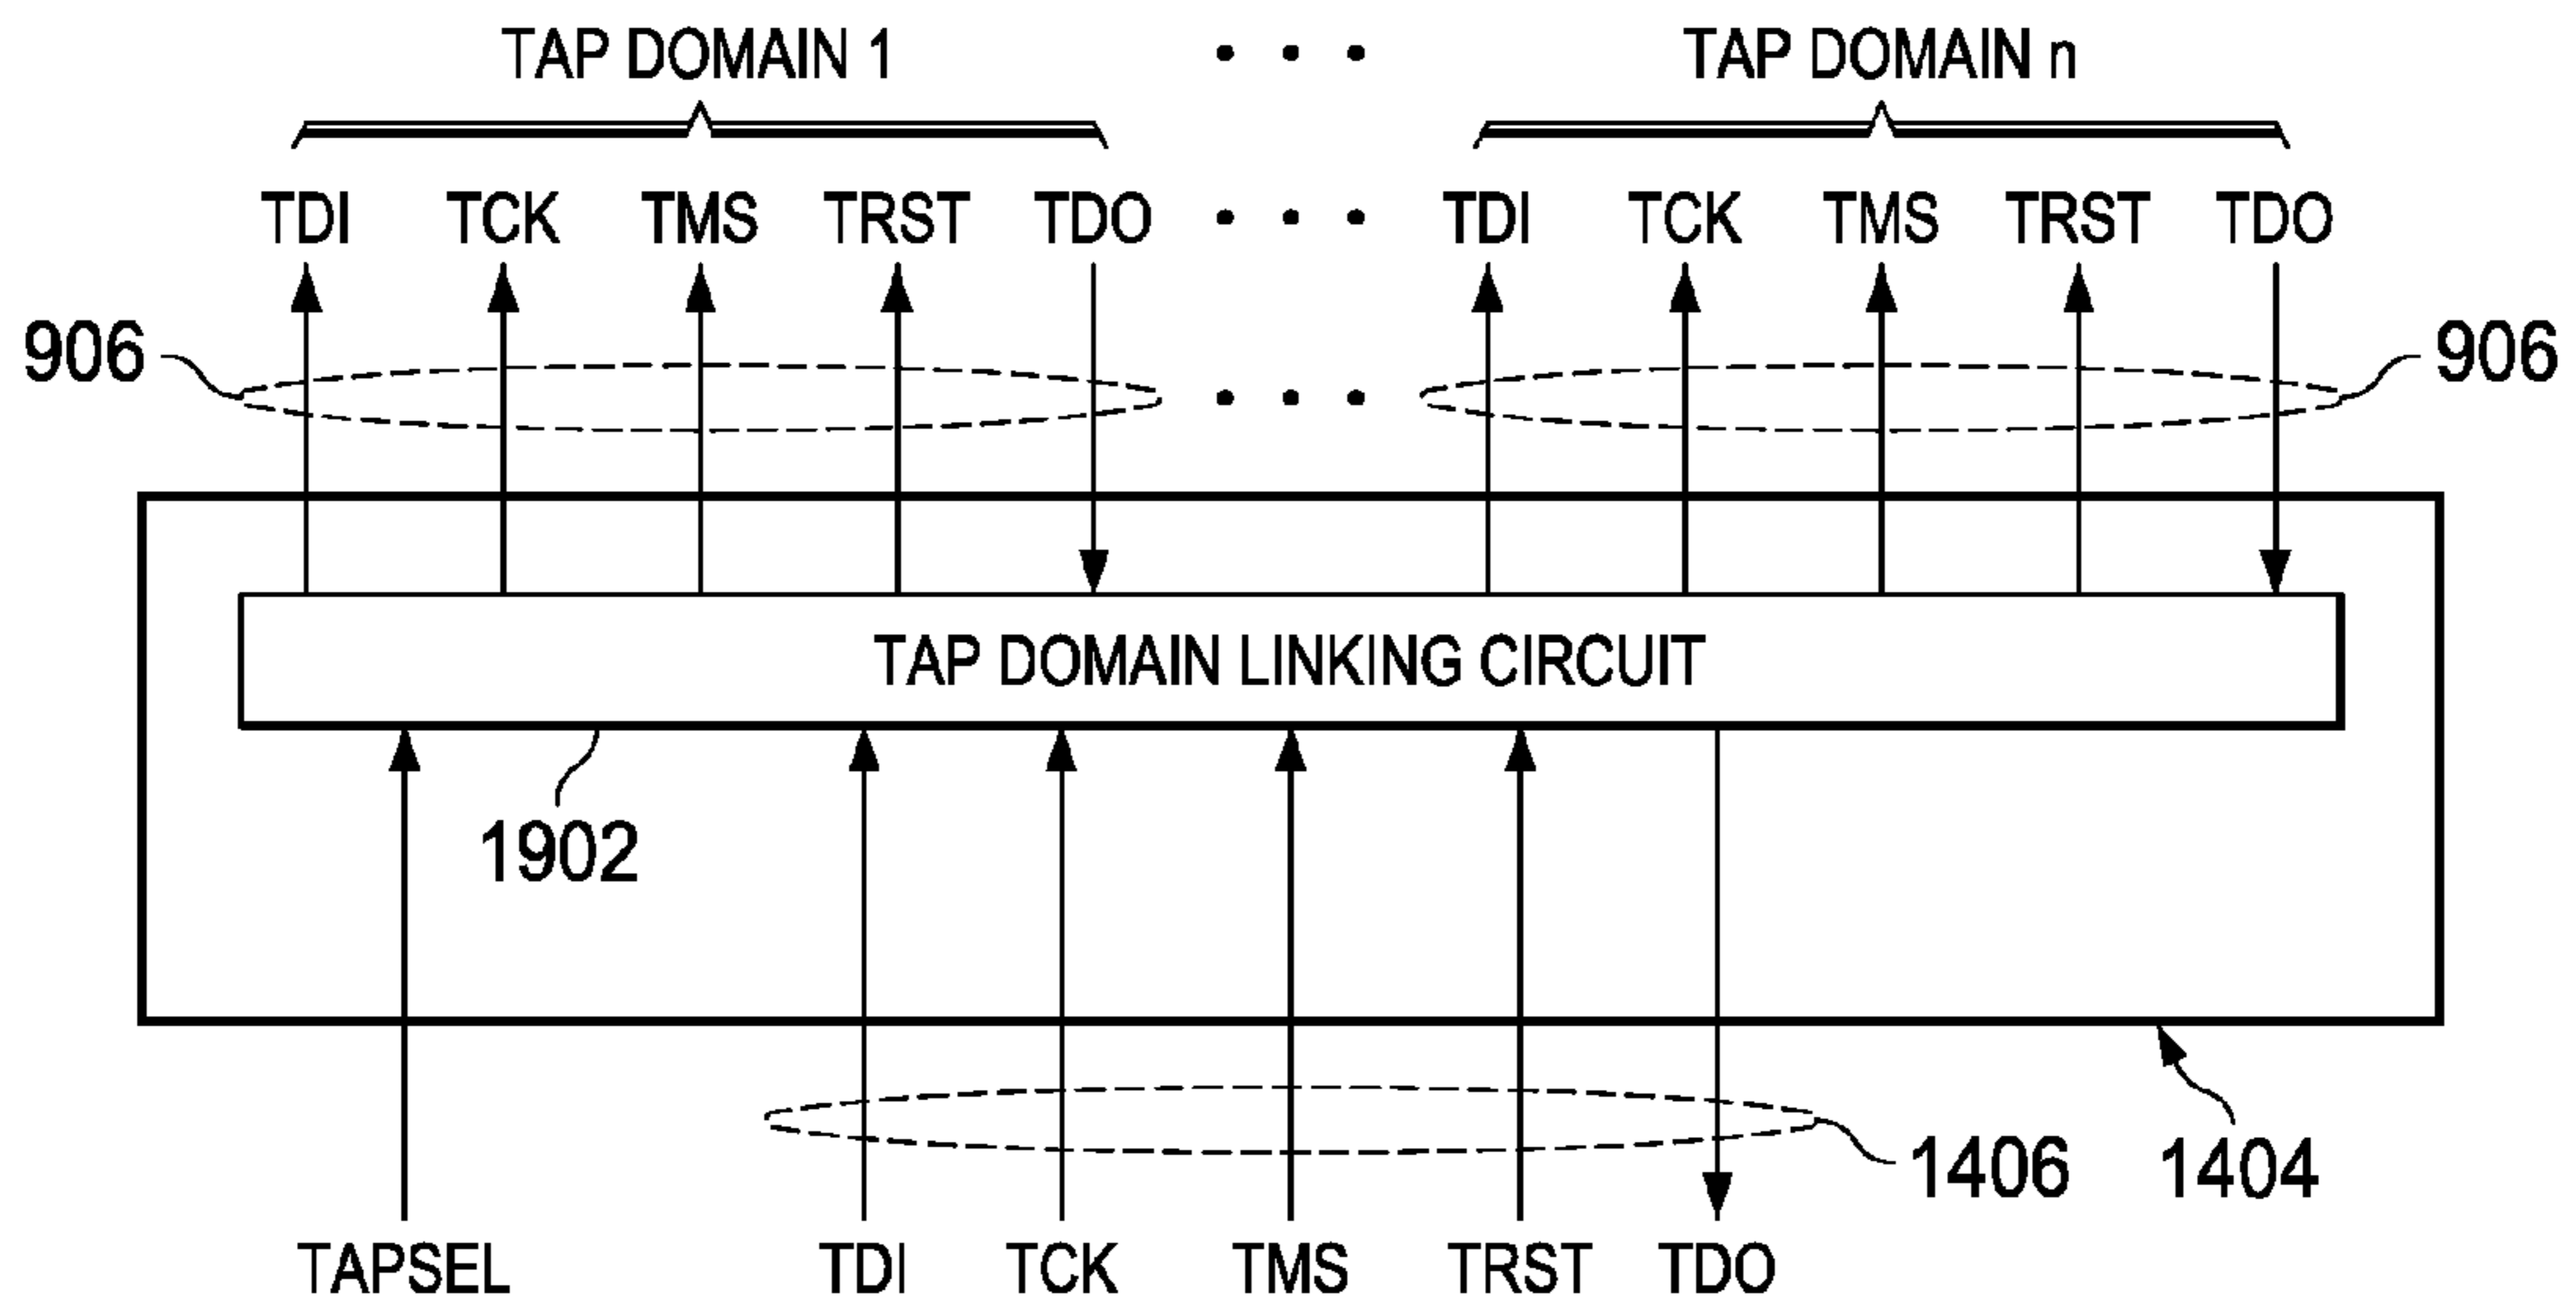 TAP DOMAIN 1 • • • TAP DOMAIN n
TDI TCK TMS TRST TDO • • • TDI TCK TMS TRST TDO
906 • • • 906
TAP DOMAIN LINKING CIRCUIT
1902
1406 1404
TAPSEL TDI TCK TMS TRST TDO